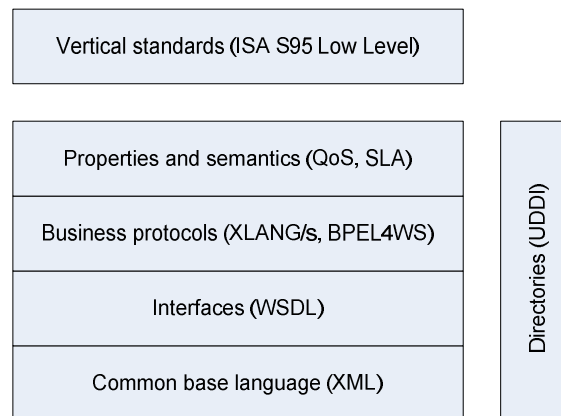 Vertical standards (ISA S95 Low Level)
Properties and semantics (QoS, SLA)
Business protocols (XLANG/s, BPEL4WS)
Interfaces (WSDL)
Common base language (XML)
Directories (UDDI)